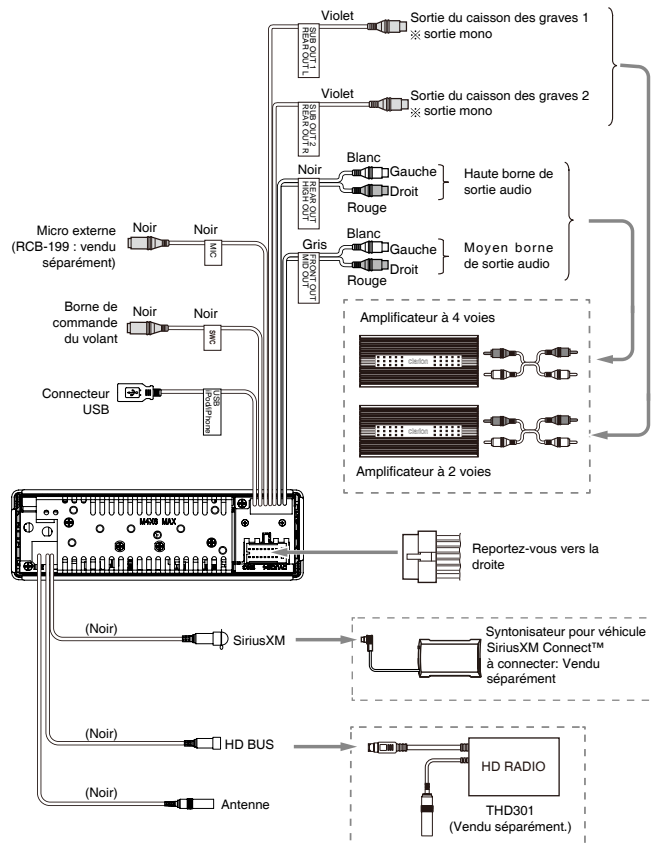 Violet
Sortie du caisson des graves 1
※ sortie mono
SUB OUT 1
REAR OUT L
Violet
Sortie du caisson des graves 2
※ sortie mono
SUB OUT 2
REAR OUT R
Noir
Blanc
Gauche
Droit
Rouge
Haute borne de
sortie audio
REAR OUT
HIGH OUT
Gris
Blanc
Gauche
Droit
Rouge
Moyen borne
de sortie audio
FRONT OUT
MID OUT
Micro externe
(RCB-199 : vendu
séparément)
Noir
Noir
MIC
Borne de
commande
du volant
Noir
Noir
SWC
Connecteur
USB
USB
iPod/iPhone
Amplificateur à 4 voies
clarion
clarion
Amplificateur à 2 voies
M4X6 MAX
Reportez-vous vers la
droite
(Noir)
SiriusXM
Syntonisateur pour véhicule
SiriusXM Connect™
à connecter: Vendu
séparément
(Noir)
HD BUS
HD RADIO
THD301
(Vendu séparément.)
(Noir)
Antenne